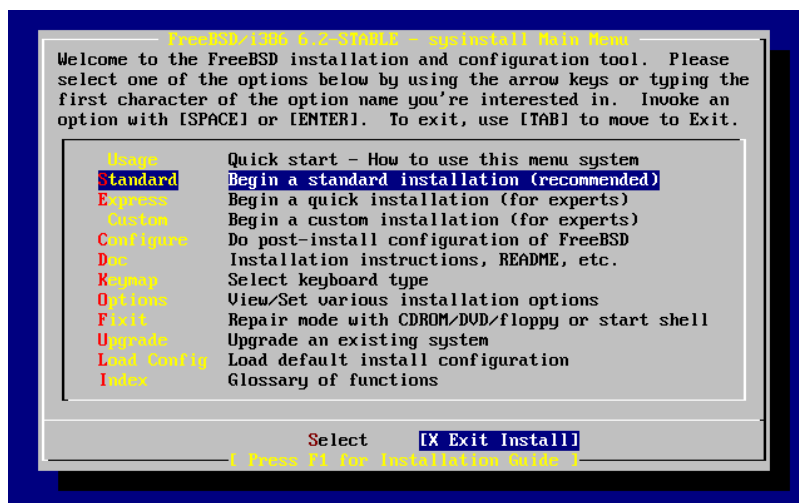 FreeBSD/i386 6.2-STABLE - sysinstall Main Menu
Welcome to the FreeBSD installation and configuration tool.  Please
select one of the options below by using the arrow keys or typing the
first character of the option name you're interested in.  Invoke an
option with [SPACE] or [ENTER].  To exit, use [TAB] to move to Exit.
Usage Quick start - How to use this menu system
Standard Begin a standard installation (recommended)
Express Begin a quick installation (for experts)
Custom Begin a custom installation (for experts)
Configure Do post-install configuration of FreeBSD
Doc Installation instructions, README, etc.
Keymap Select keyboard type
Options View/Set various installation options
Fixit Repair mode with CDROM/DVD/floppy or start shell
Upgrade Upgrade an existing system
Load Config Load default install configuration
Index Glossary of functions
Select [X Exit Install]
[ Press F1 for Installation Guide ]